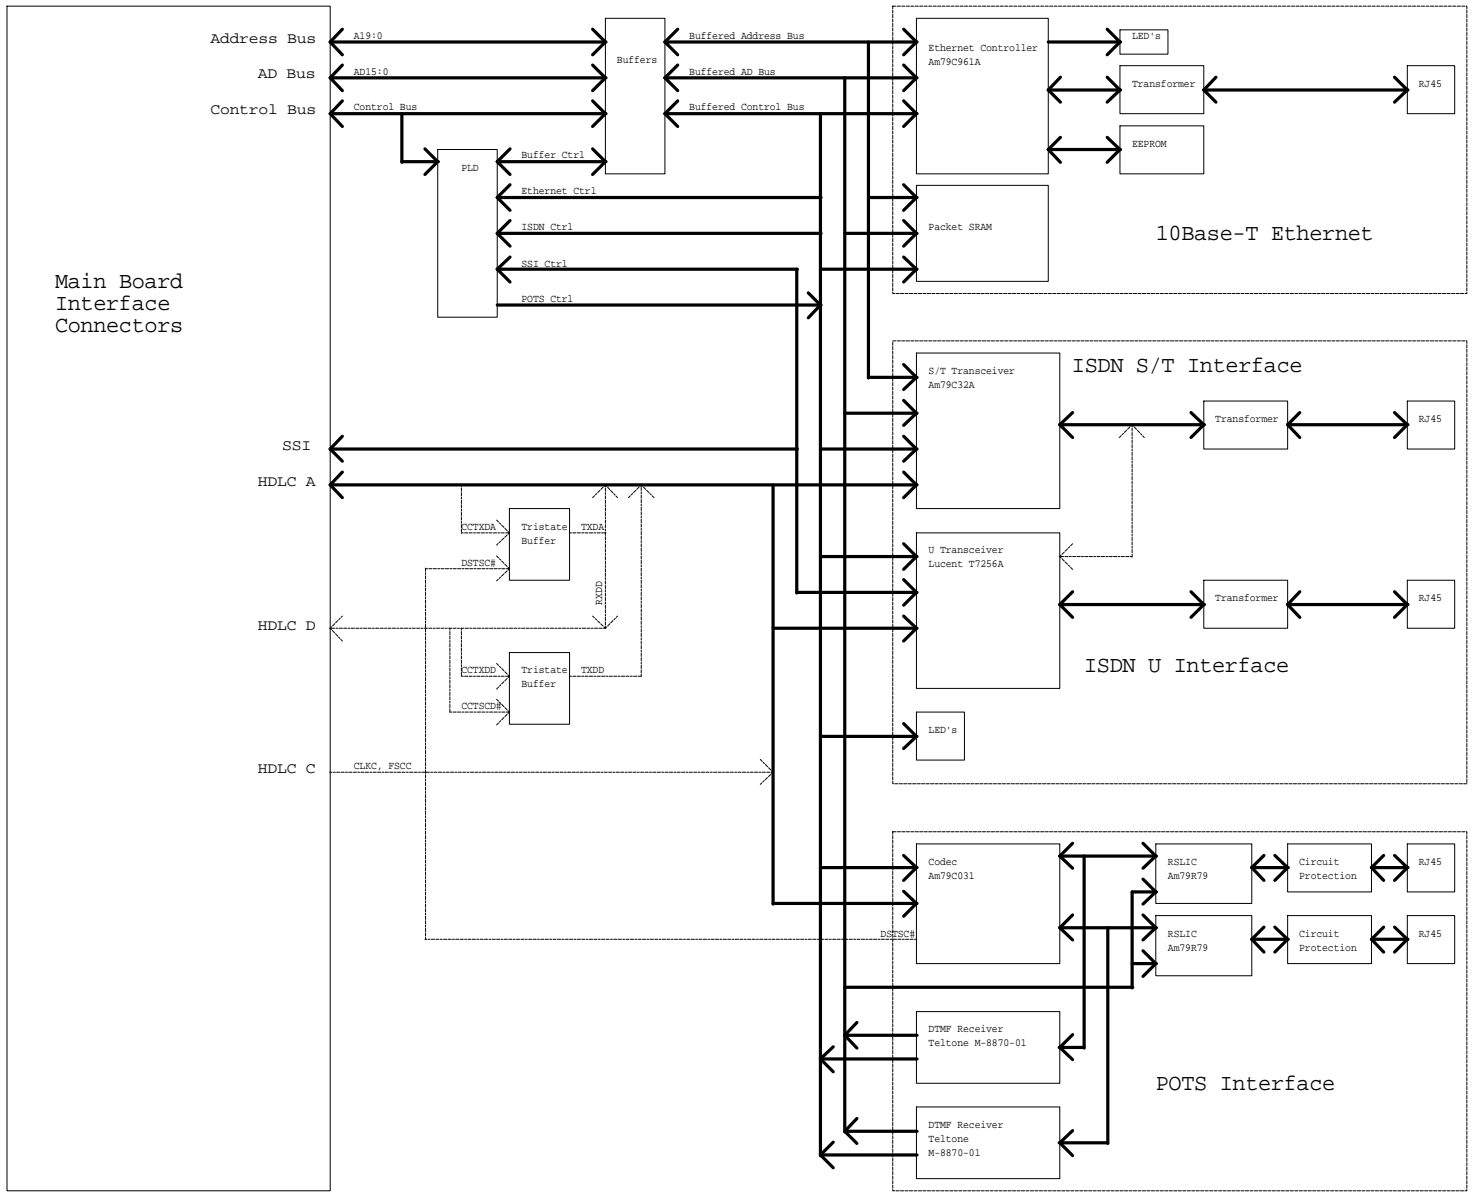 Address Bus
A19:0
AD Bus
AD15:0
Control Bus
Control Bus
Buffers
Buffered Address Bus
Buffered AD Bus
Buffered Control Bus
PLD
Buffer Ctrl
Ethernet Ctrl
ISDN Ctrl
SSI Ctrl
POTS Ctrl
Main Board
Interface
Connectors
Ethernet Controller
Am79C961A
LED's
Transformer
RJ45
EEPROM
Packet SRAM
10Base-T Ethernet
S/T Transceiver
Am79C32A
ISDN S/T Interface
Transformer
RJ45
SSI
HDLC A
CCTXDA
Tristate
Buffer
TXDA
DSTSC#
RXDD
HDLC D
CCTXDD
Tristate
Buffer
TXDD
CCTSCD#
U Transceiver
Lucent T7256A
Transformer
RJ45
ISDN U Interface
LED's
HDLC C
CLKC, FSCC
Codec
Am79C031
DSTSC#
RSLIC
Am79R79
Circuit
Protection
RJ45
RSLIC
Am79R79
Circuit
Protection
RJ45
DTMF Receiver
Teltone M-8870-01
POTS Interface
DTMF Receiver
Teltone
M-8870-01